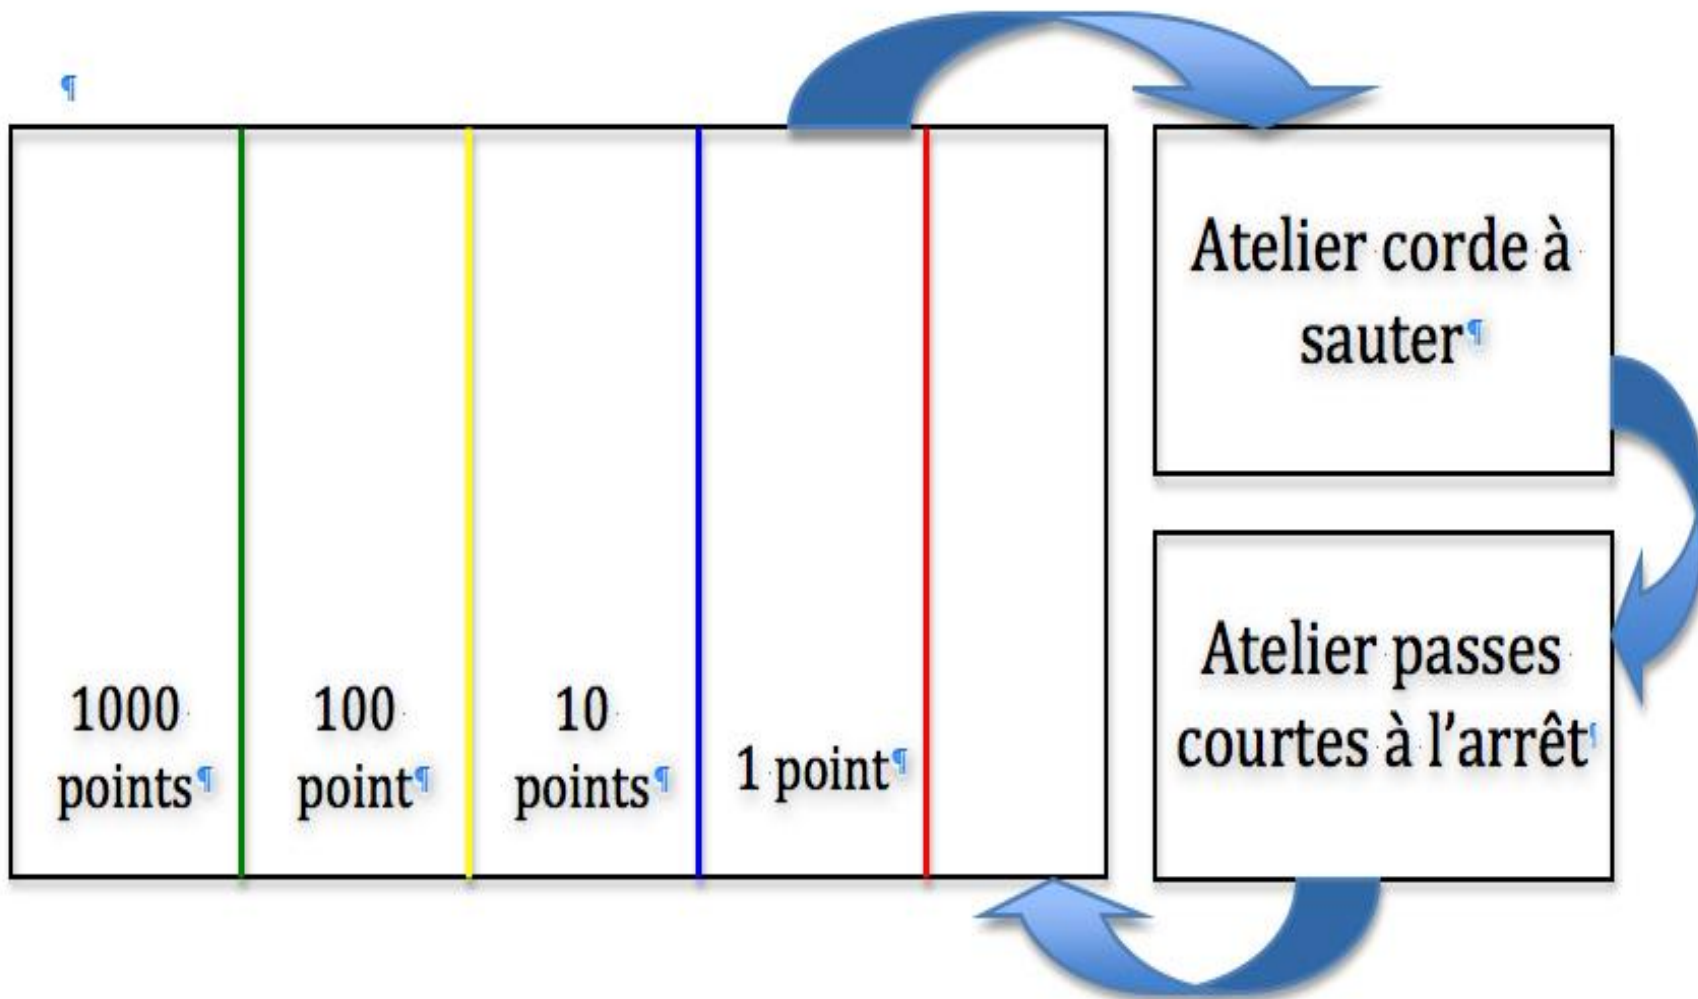 ¶
1000
points¶
100
point¶
10
points¶
1 point¶
Atelier corde à
sauter¶
Atelier passes
courtes à l’arrêt¶